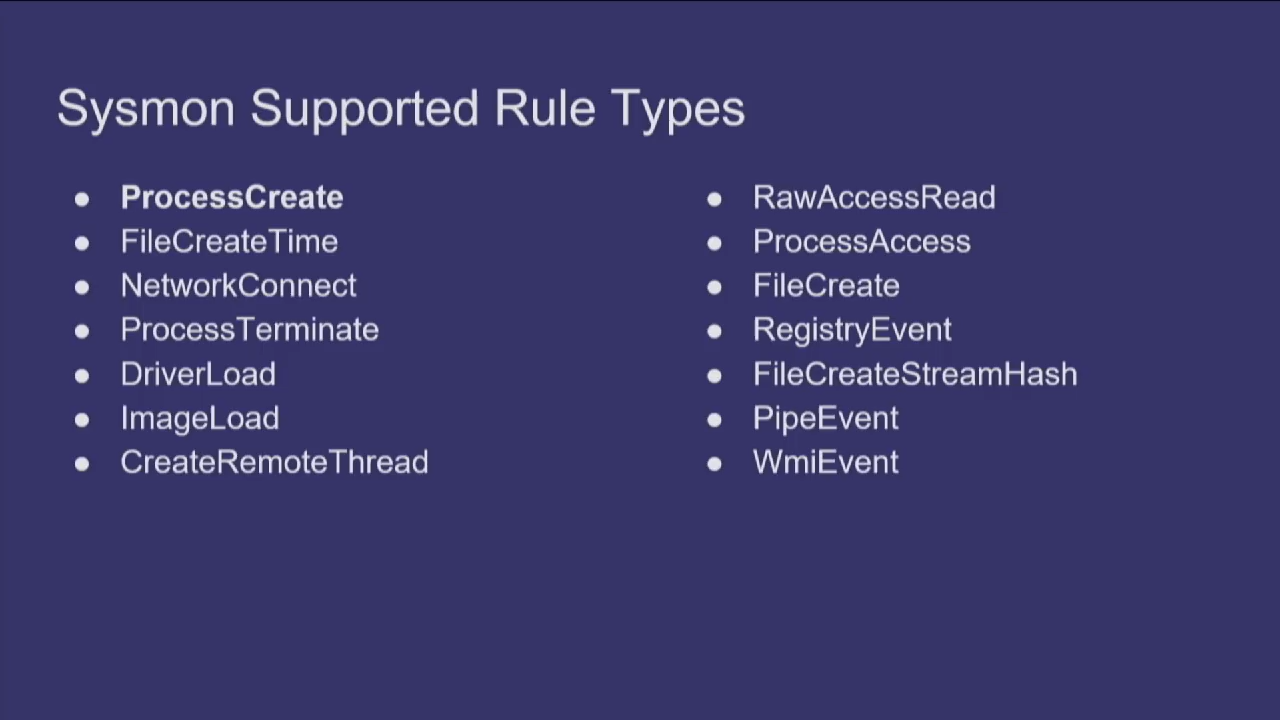 Sysmon Supported Rule Types
● ProcessCreate
● FileCreateTime
● NetworkConnect
● ProcessTerminate
● DriverLoad
● ImageLoad
● CreateRemoteThread
● RawAccessRead
● ProcessAccess
● FileCreate
● RegistryEvent
● FileCreateStreamHash
● PipeEvent
● WmiEvent